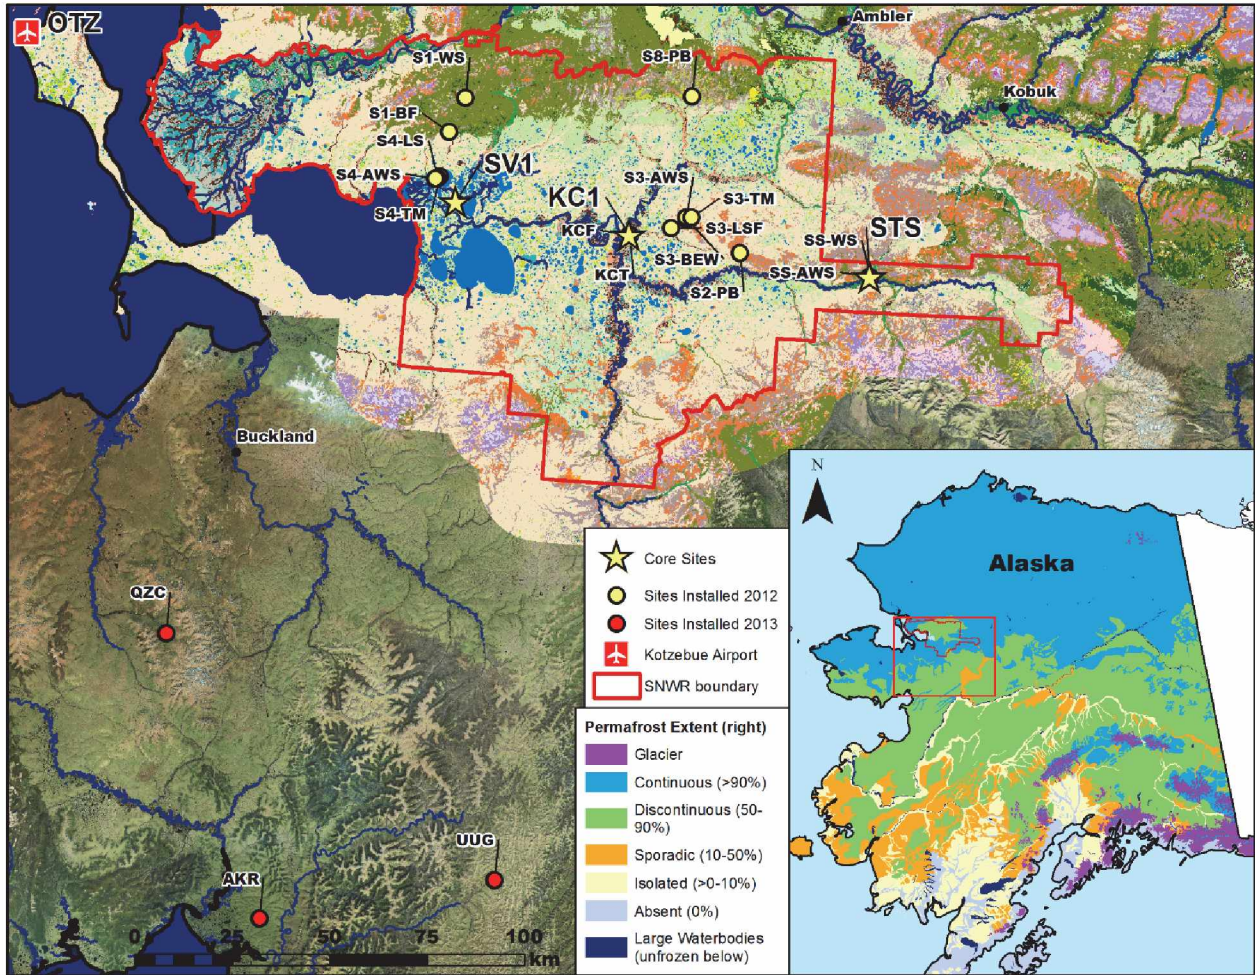 OTZ
Ambler
S1-WS
S8-PB
Kobuk
S1-BF
S4-LS
SV1
S4-AWS
S3-AWS
KC1
S3-TM
S4-TM
STS
KCF
S3-LSF
SS-WS
S3-BEW
KCT
SS-AWS
S2-PB
Buckland
QZC
UUG
AKR
0 25 50 75 100
km
Core Sites
Sites Installed 2012
Sites Installed 2013
Kotzebue Airport
SNWR boundary
Permafrost Extent (right)
Glacier
Continuous (>90%)
Discontinuous (50-
90%)
Sporadic (10-50%)
Isolated (>0-10%)
Absent (0%)
Large Waterbodies
(unfrozen below)
N
Alaska